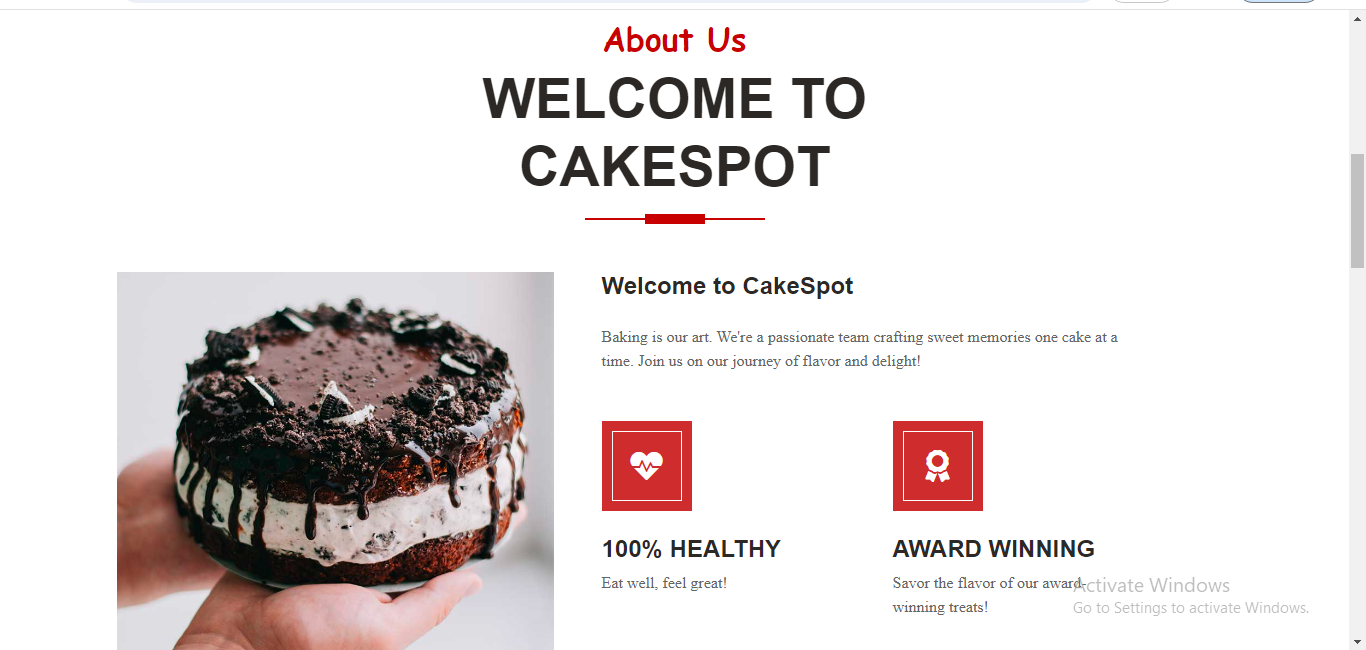 About Us
WELCOME TO
CAKESPOT
Welcome to CakeSpot
Baking is our art. We're a passionate team crafting sweet memories one cake at a
time. Join us on our journey of flavor and delight!
100% HEALTHY
Eat well, feel great!
AWARD WINNING
Savor the flavor of our award-
winning treats!
Activate Windows
Go to Settings to activate Windows.